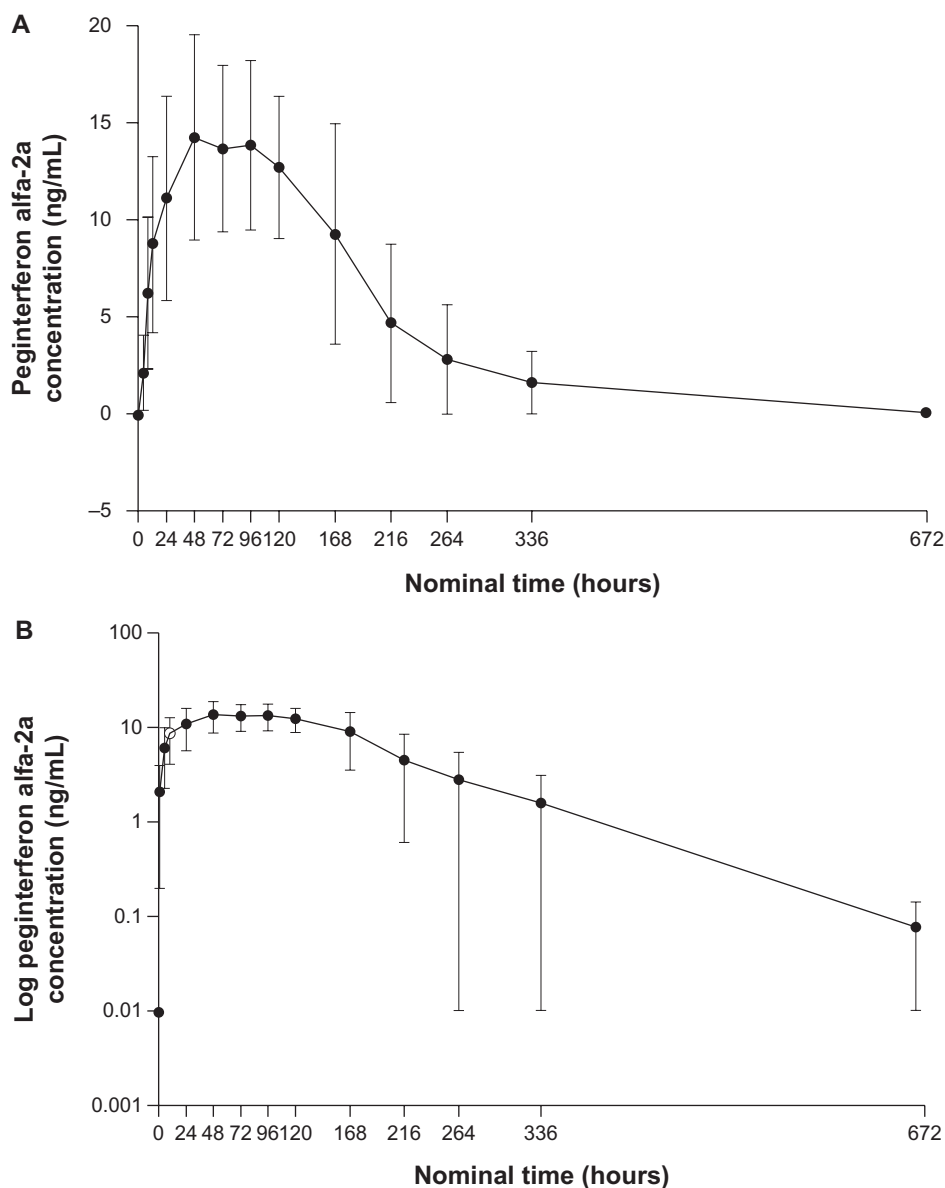 A
Peginterferon alfa-2a
concentration (ng/mL)
20
15
10
5
0
–5
0 24 48 72 96 120 168 216 264 336 672
Nominal time (hours)
B
Log peginterferon alfa-2a
concentration (ng/mL)
100
10
1
0.1
0.01
0.001
0 24 48 72 96 120 168 216 264 336 672
Nominal time (hours)